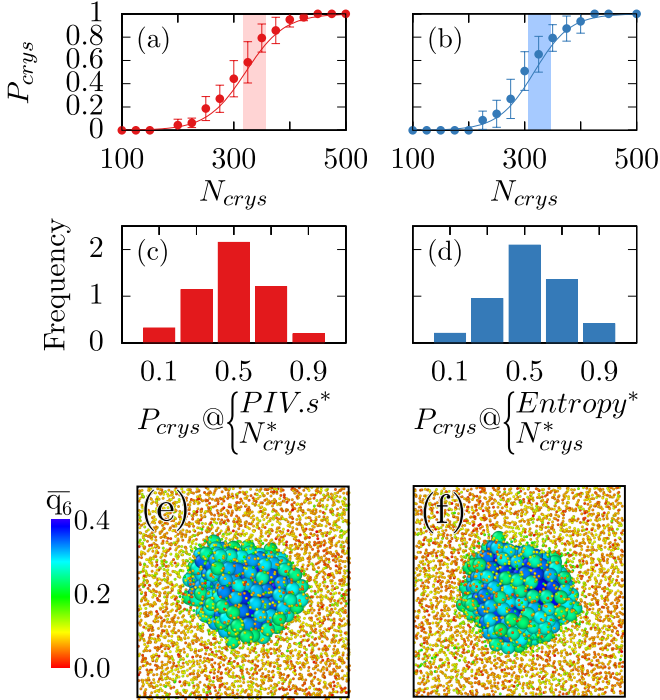 (a)
(b)
P_crys
1
0.8
0.6
0.4
0.2
0
100 300 500
100 300 500
N_crys
N_crys
(c)
(d)
Frequency
2
1
0
0.1 0.5 0.9
0.1 0.5 0.9
P_crys@{PIV.s*
N*_crys
P_crys@{Entropy*
N*_crys
(e)
(f)
q̅₆
0.4
0.2
0.0